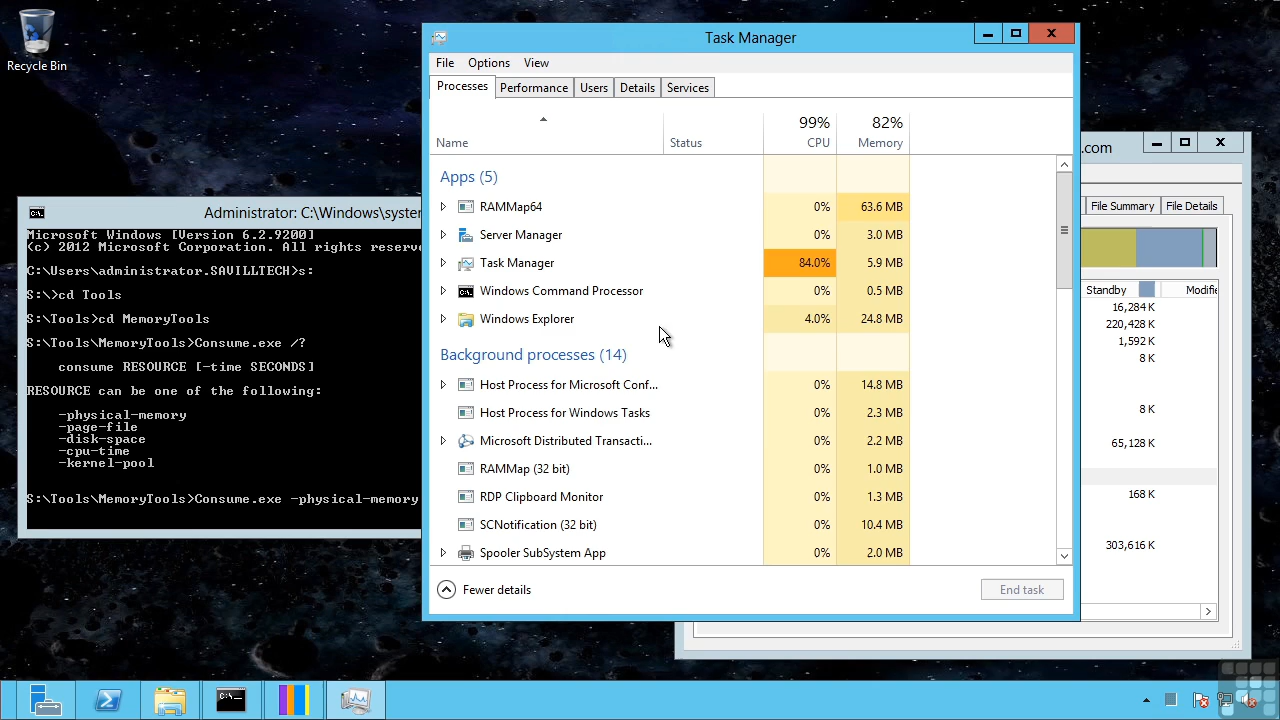 Recycle Bin
Administrator: C:\Windows\system
Microsoft Windows [Version 6.2.9200]
(c) 2012 Microsoft Corporation. All rights reserve
C:\Users\administrator.SAVILLTECH>s:
S:\>cd Tools
S:\Tools>cd MemoryTools
S:\Tools\MemoryTools>Consume.exe /?
consume RESOURCE [-time SECONDS]
RESOURCE can be one of the following:
-physical-memory
-page-file
-disk-space
-cpu-time
-kernel-pool
S:\Tools\MemoryTools>Consume.exe -physical-memory
Task Manager
File Options View
Processes Performance Users Details Services
99% 82%
Name Status CPU Memory
Apps (5)
RAMMap64 0% 63.6 MB
Server Manager 0% 3.0 MB
Task Manager 84.0% 5.9 MB
Windows Command Processor 0% 0.5 MB
Windows Explorer 4.0% 24.8 MB
Background processes (14)
Host Process for Microsoft Conf... 0% 14.8 MB
Host Process for Windows Tasks 0% 2.3 MB
Microsoft Distributed Transacti... 0% 2.2 MB
RAMMap (32 bit) 0% 1.0 MB
RDP Clipboard Monitor 0% 1.3 MB
SCNotification (32 bit) 0% 10.4 MB
Spooler SubSystem App 0% 2.0 MB
Fewer details End task
.com
File Summary File Details
Standby Modifie
16,284 K
220,428 K
1,592 K
8 K
8 K
65,128 K
168 K
303,616 K